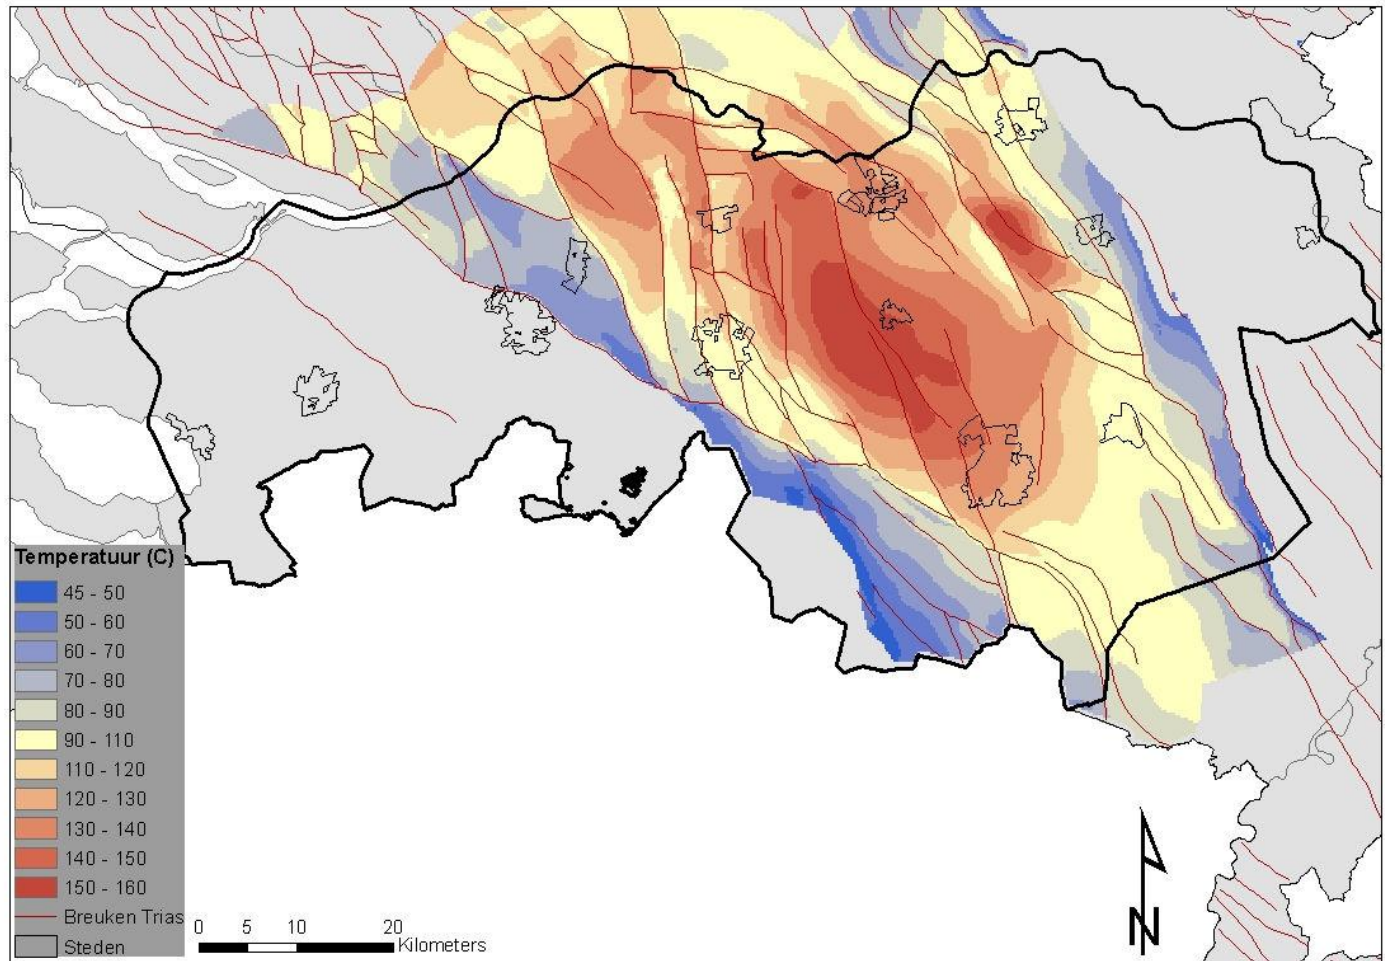 Temperatuur (C)
45 - 50
50 - 60
60 - 70
70 - 80
80 - 90
90 - 110
110 - 120
120 - 130
130 - 140
140 - 150
150 - 160
Breuken Trias
Steden
0 5 10 20
Kilometers
N